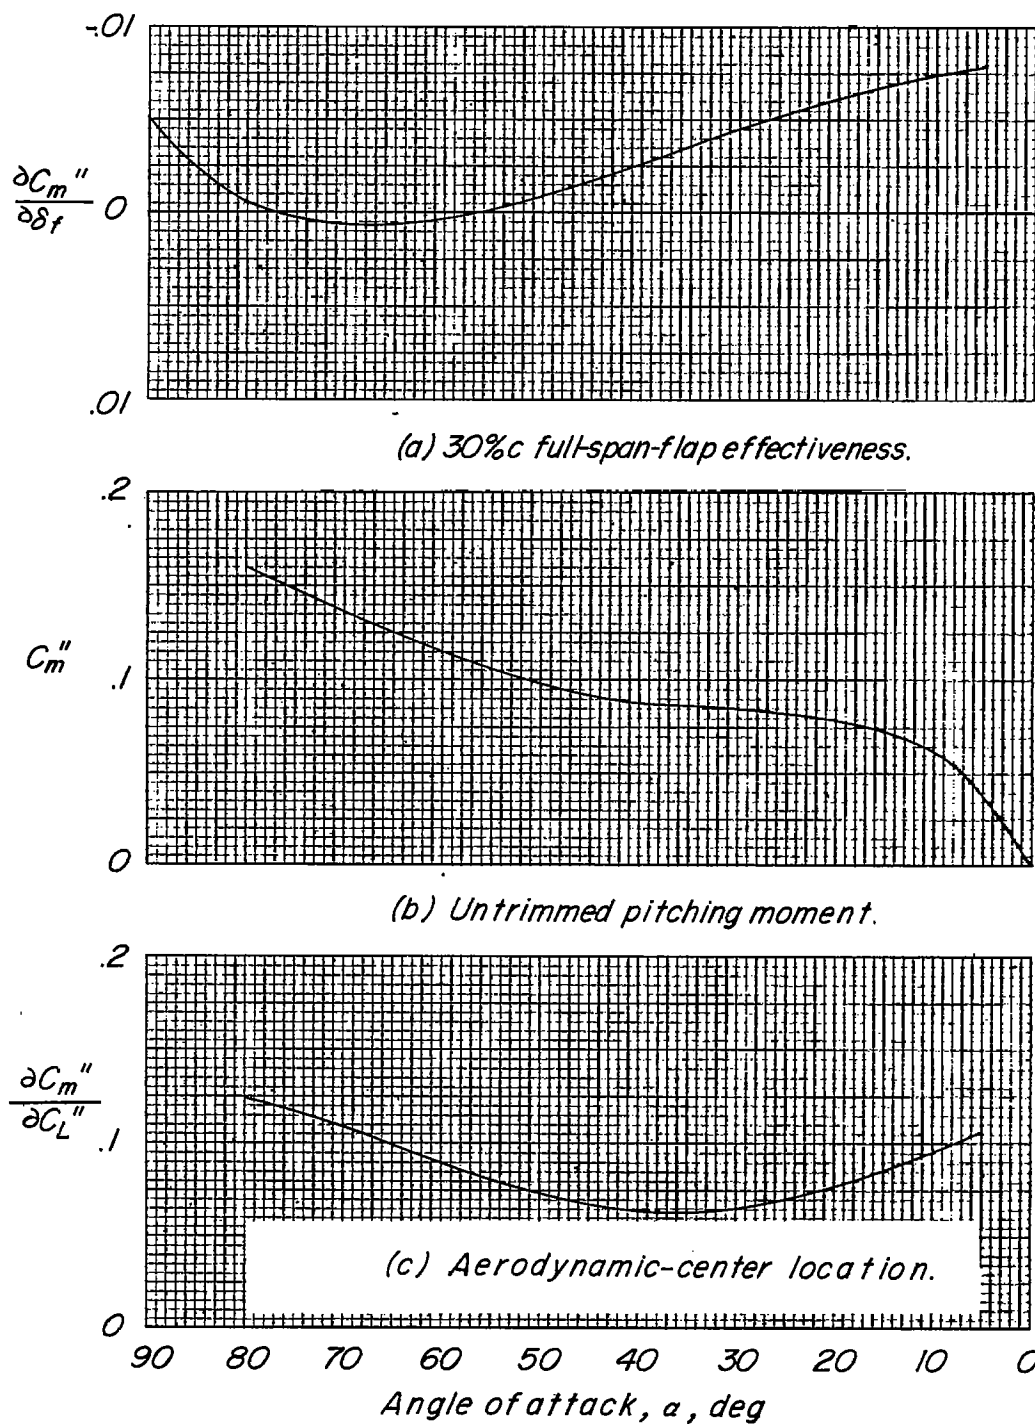 -.01
∂Cm''
∂δf
0
.01
(a) 30%c full-span-flap effectiveness.
.2
Cm''
.1
0
(b) Untrimmed pitching moment.
.2
∂Cm''
∂CL''
.1
(c) Aerodynamic-center location.
0
90 80 70 60 50 40 30 20 10 0
Angle of attack, α, deg